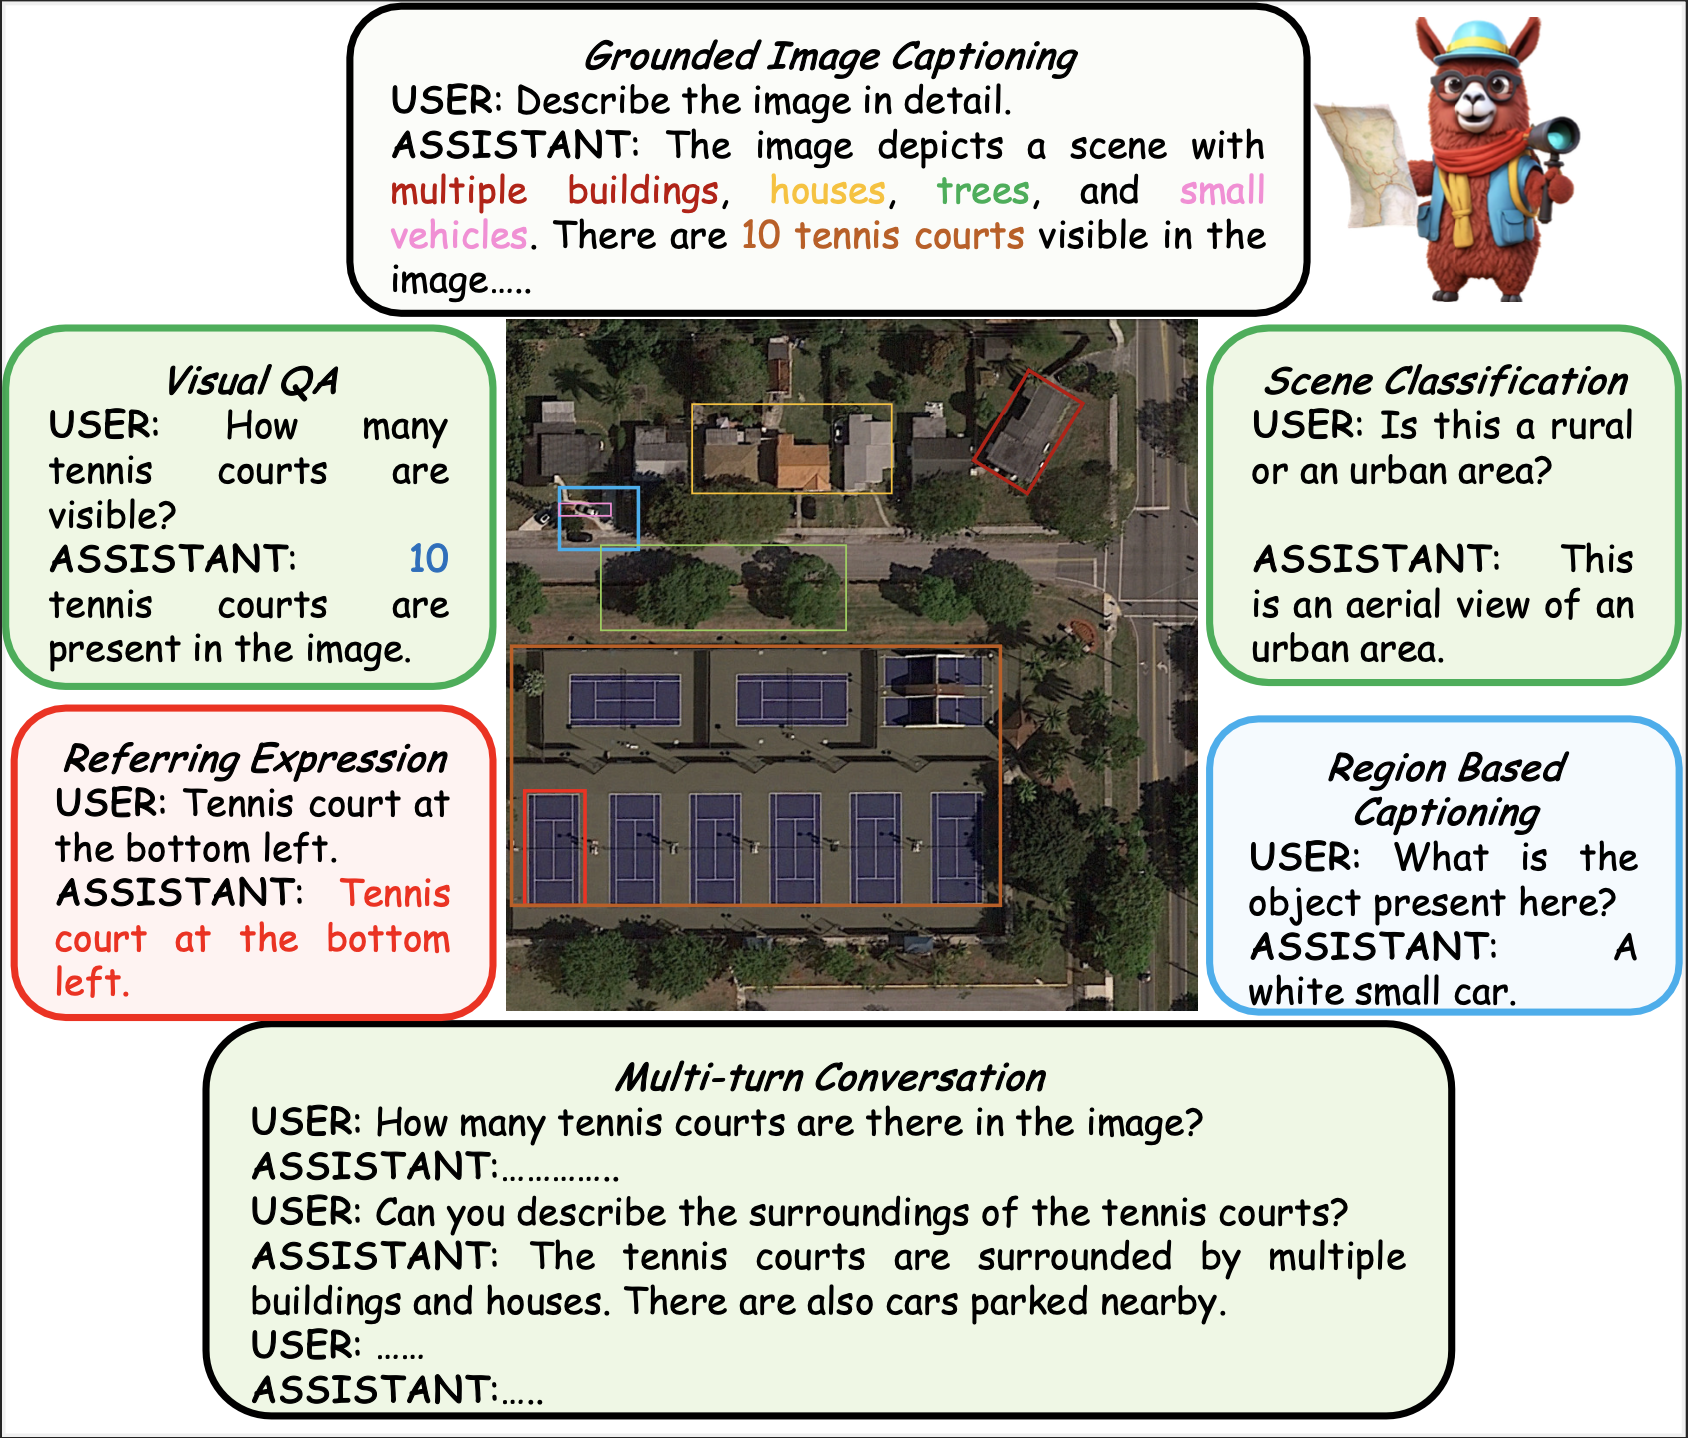 Grounded Image Captioning
USER: Describe the image in detail.
ASSISTANT: The image depicts a scene with
multiple buildings, houses, trees, and small
vehicles. There are 10 tennis courts visible in the
image.....
Visual QA
USER: How many
tennis courts are
visible?
ASSISTANT: 10
tennis courts are
present in the image.
Scene Classification
USER: Is this a rural
or an urban area?
ASSISTANT: This
is an aerial view of an
urban area.
Referring Expression
USER: Tennis court at
the bottom left.
ASSISTANT: Tennis
court at the bottom
left.
Region Based
Captioning
USER: What is the
object present here?
ASSISTANT: A
white small car.
Multi-turn Conversation
USER: How many tennis courts are there in the image?
ASSISTANT:..............
USER: Can you describe the surroundings of the tennis courts?
ASSISTANT: The tennis courts are surrounded by multiple
buildings and houses. There are also cars parked nearby.
USER: ......
ASSISTANT:.....